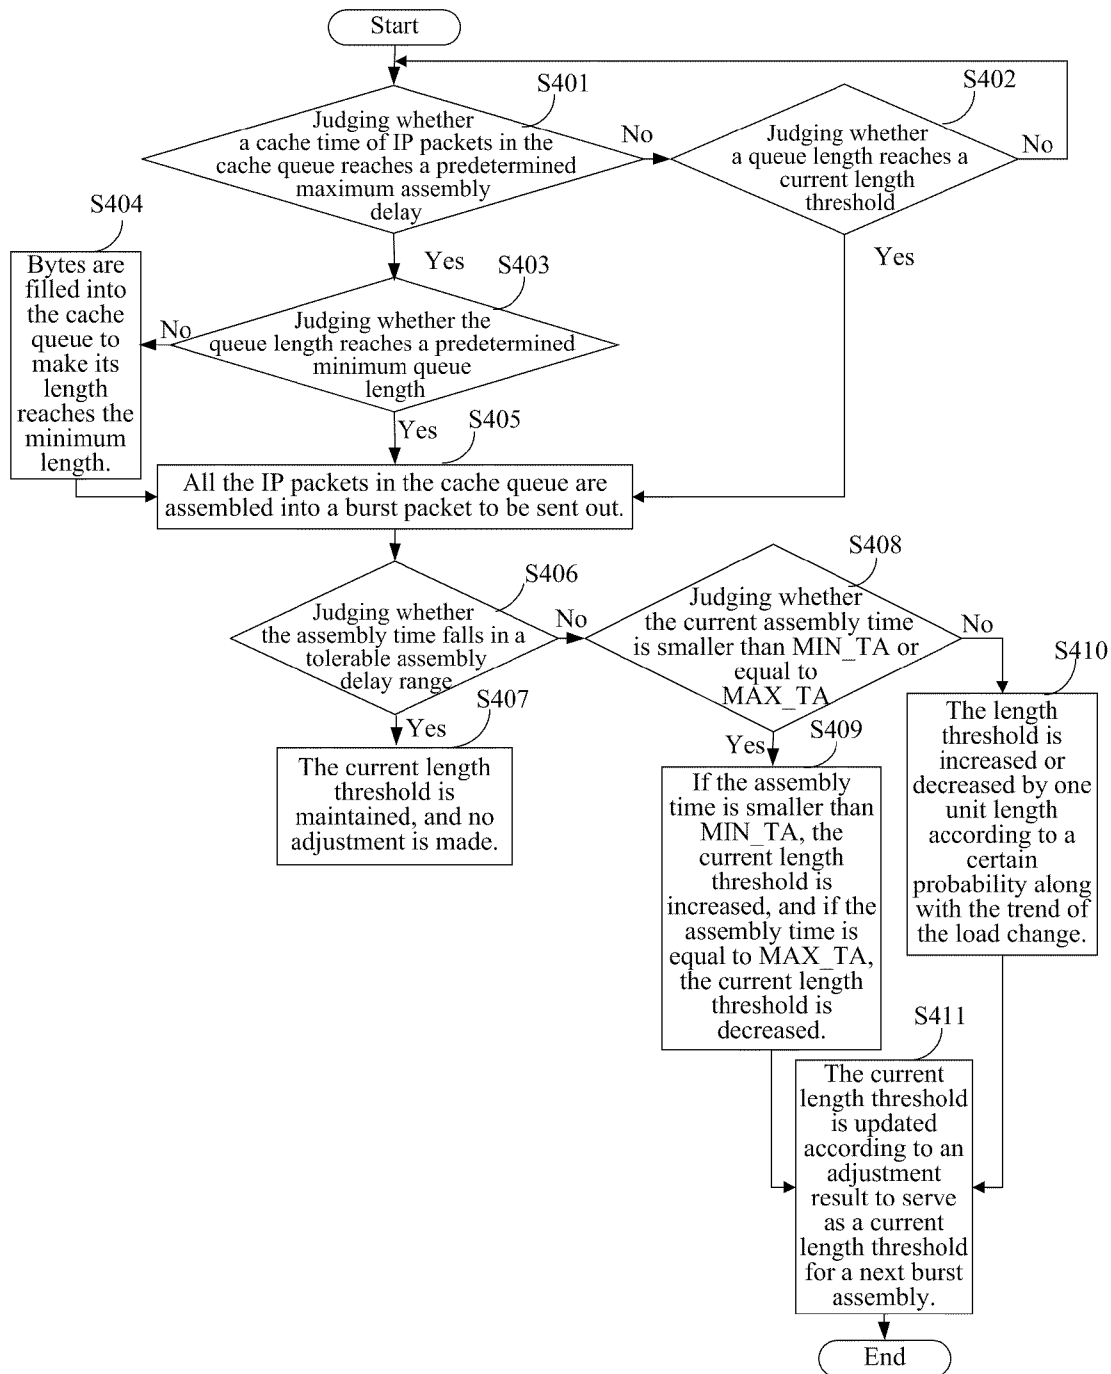 Start
S401
Judging whether
a cache time of IP packets in the
cache queue reaches a predetermined
maximum assembly
delay
No
S402
Judging whether
a queue length reaches a
current length
threshold
No
Yes
Yes
S403
Judging whether the
queue length reaches a predetermined
minimum queue
length
No
S404
Bytes are
filled into
the cache
queue to
make its
length
reaches the
minimum
length.
Yes
S405
All the IP packets in the cache queue are
assembled into a burst packet to be sent out.
S406
Judging whether
the assembly time falls in a
tolerable assembly
delay range
No
Yes
S407
The current length
threshold is
maintained, and no
adjustment is made.
S408
Judging whether
the current assembly time
is smaller than MIN_TA or
equal to
MAX_TA
No
Yes
S409
If the assembly
time is smaller than
MIN_TA, the
current length
threshold is
increased, and if the
assembly time is
equal to MAX_TA,
the current length
threshold is
decreased.
S410
The length
threshold is
increased or
decreased by one
unit length
according to a
certain
probability along
with the trend of
the load change.
S411
The current
length threshold
is updated
according to an
adjustment
result to serve
as a current
length threshold
for a next burst
assembly.
End